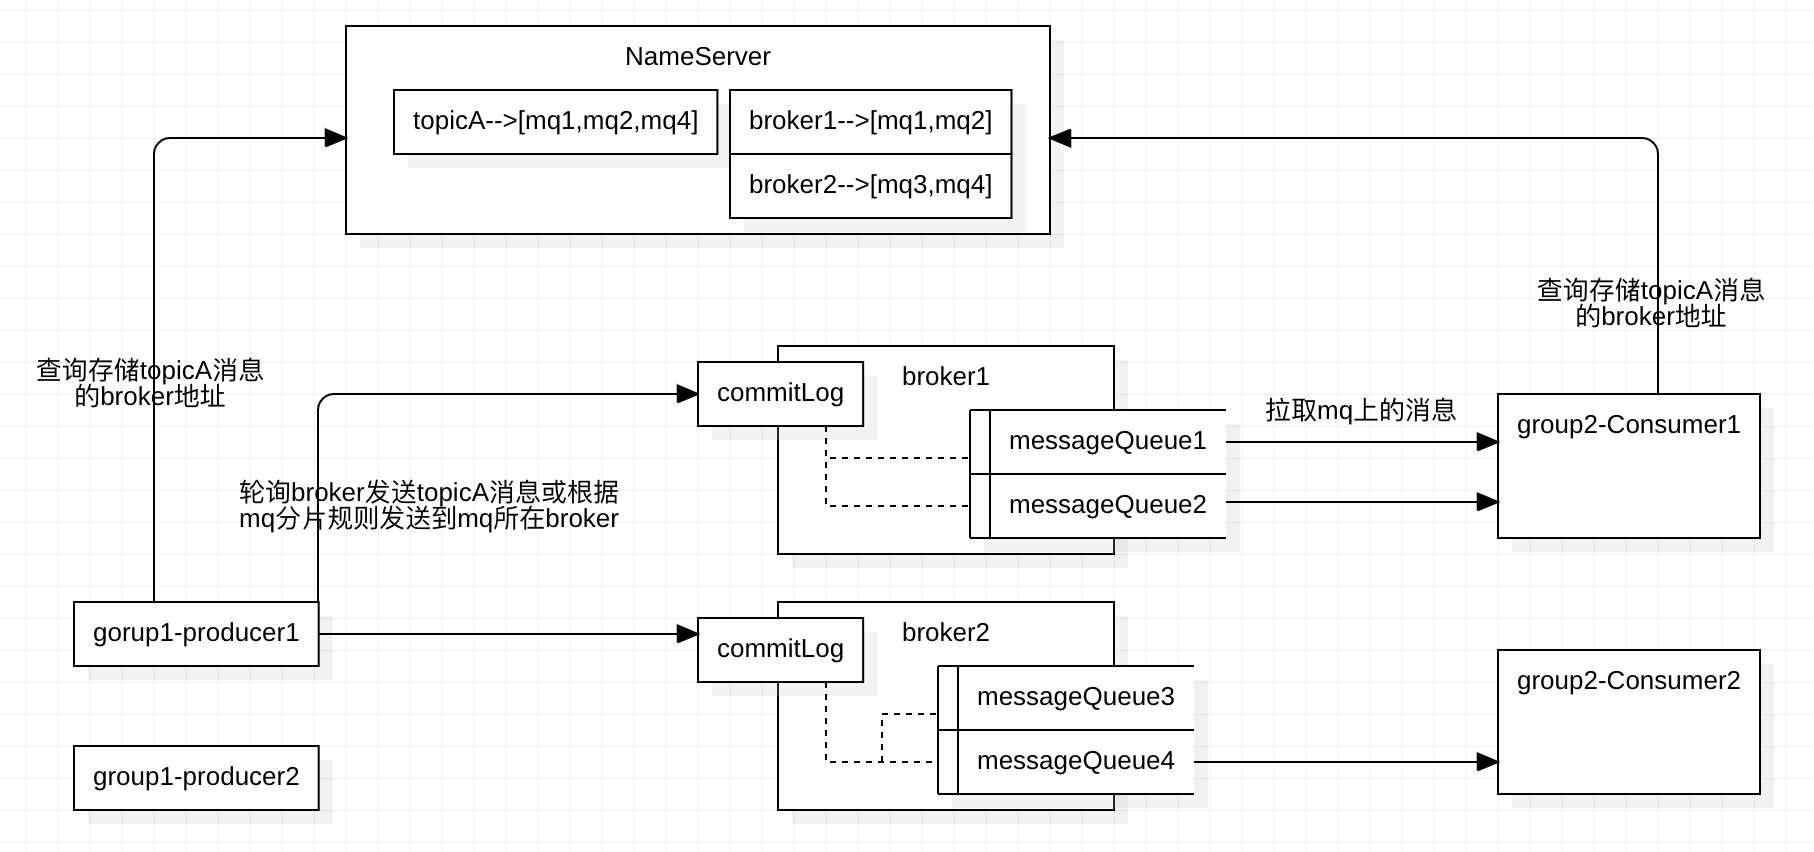 NameServer
topicA-->[mq1,mq2,mq4]
broker1-->[mq1,mq2]
broker2-->[mq3,mq4]
查询存储topicA消息
的broker地址
查询存储topicA消息
的broker地址
commitLog
broker1
messageQueue1
messageQueue2
拉取mq上的消息
group2-Consumer1
轮询broker发送topicA消息或根据
mq分片规则发送到mq所在broker
gorup1-producer1
commitLog
broker2
messageQueue3
messageQueue4
group2-Consumer2
group1-producer2